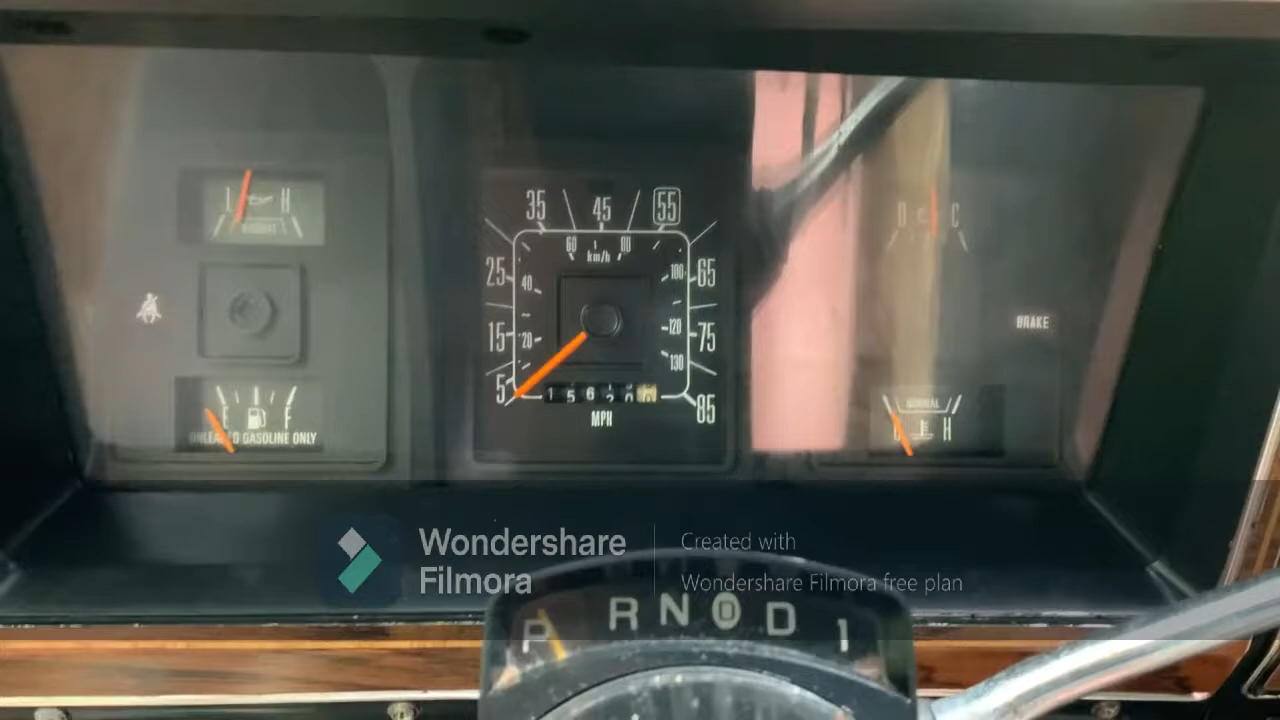 35 45 55
L H
60 80
km/h
D C
25 40 100 65
BRAKE
15 20 120 75
130
5 85
MPH
E F
UNLEADED GASOLINE ONLY
NORMAL
H
Wondershare
Filmora
Created with
Wondershare Filmora free plan
P R N D D 1